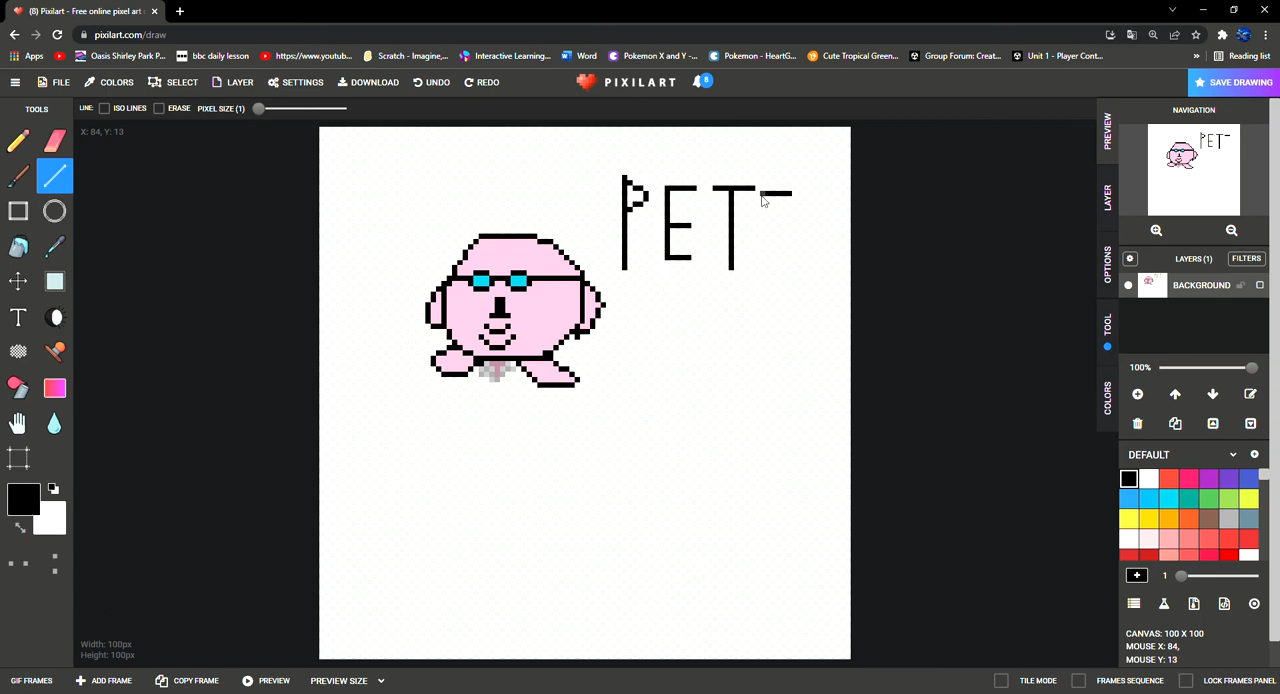 (8) Pixilart - Free online pixel art
pixilart.com/draw
Apps Oasis Shirley Park P... bbc daily lesson https://www.youtub... Scratch - Imagine,... Interactive Learning... Word Pokemon X and Y -... Pokemon - HeartG... Cute Tropical Green... Group Forum Creat... Unit 1 - Player Cont... » Reading list
FILE COLORS SELECT LAYER SETTINGS DOWNLOAD UNDO REDO PIXILART 8 SAVE DRAWING
TOOLS LINE: ISO LINES ERASE PIXEL SIZE (1) NAVIGATION
X: 84, Y: 13
PET
PREVIEW
LAYER
OPTIONS
TOOL
COLORS
LAYERS (1) FILTERS
BACKGROUND
100%
DEFAULT
1
CANVAS: 100 X 100
MOUSE X: 84,
MOUSE Y: 13
Width: 100px
Height: 100px
GIF FRAMES ADD FRAME COPY FRAME PREVIEW PREVIEW SIZE TILE MODE FRAMES SEQUENCE LOCK FRAMES PANEL